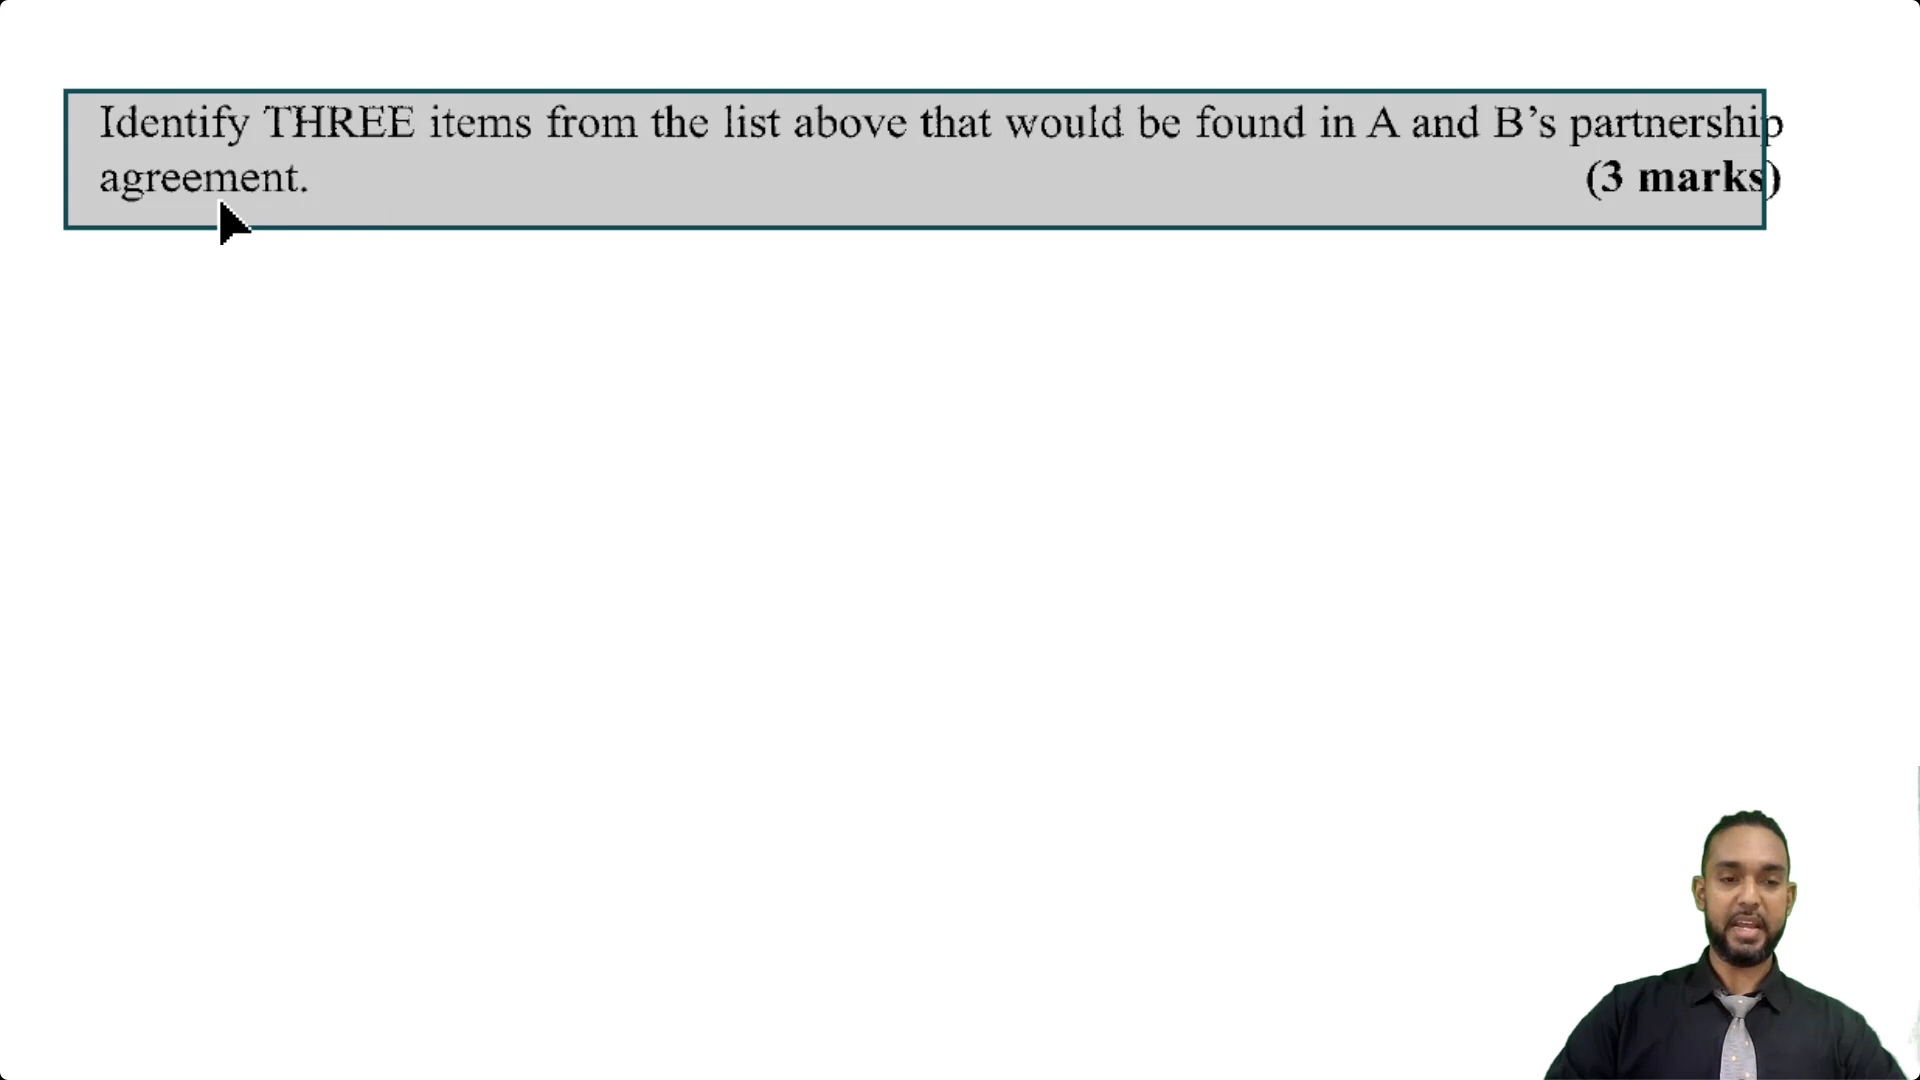 Identify THREE items from the list above that would be found in A and B’s partnership
agreement. (3 marks)